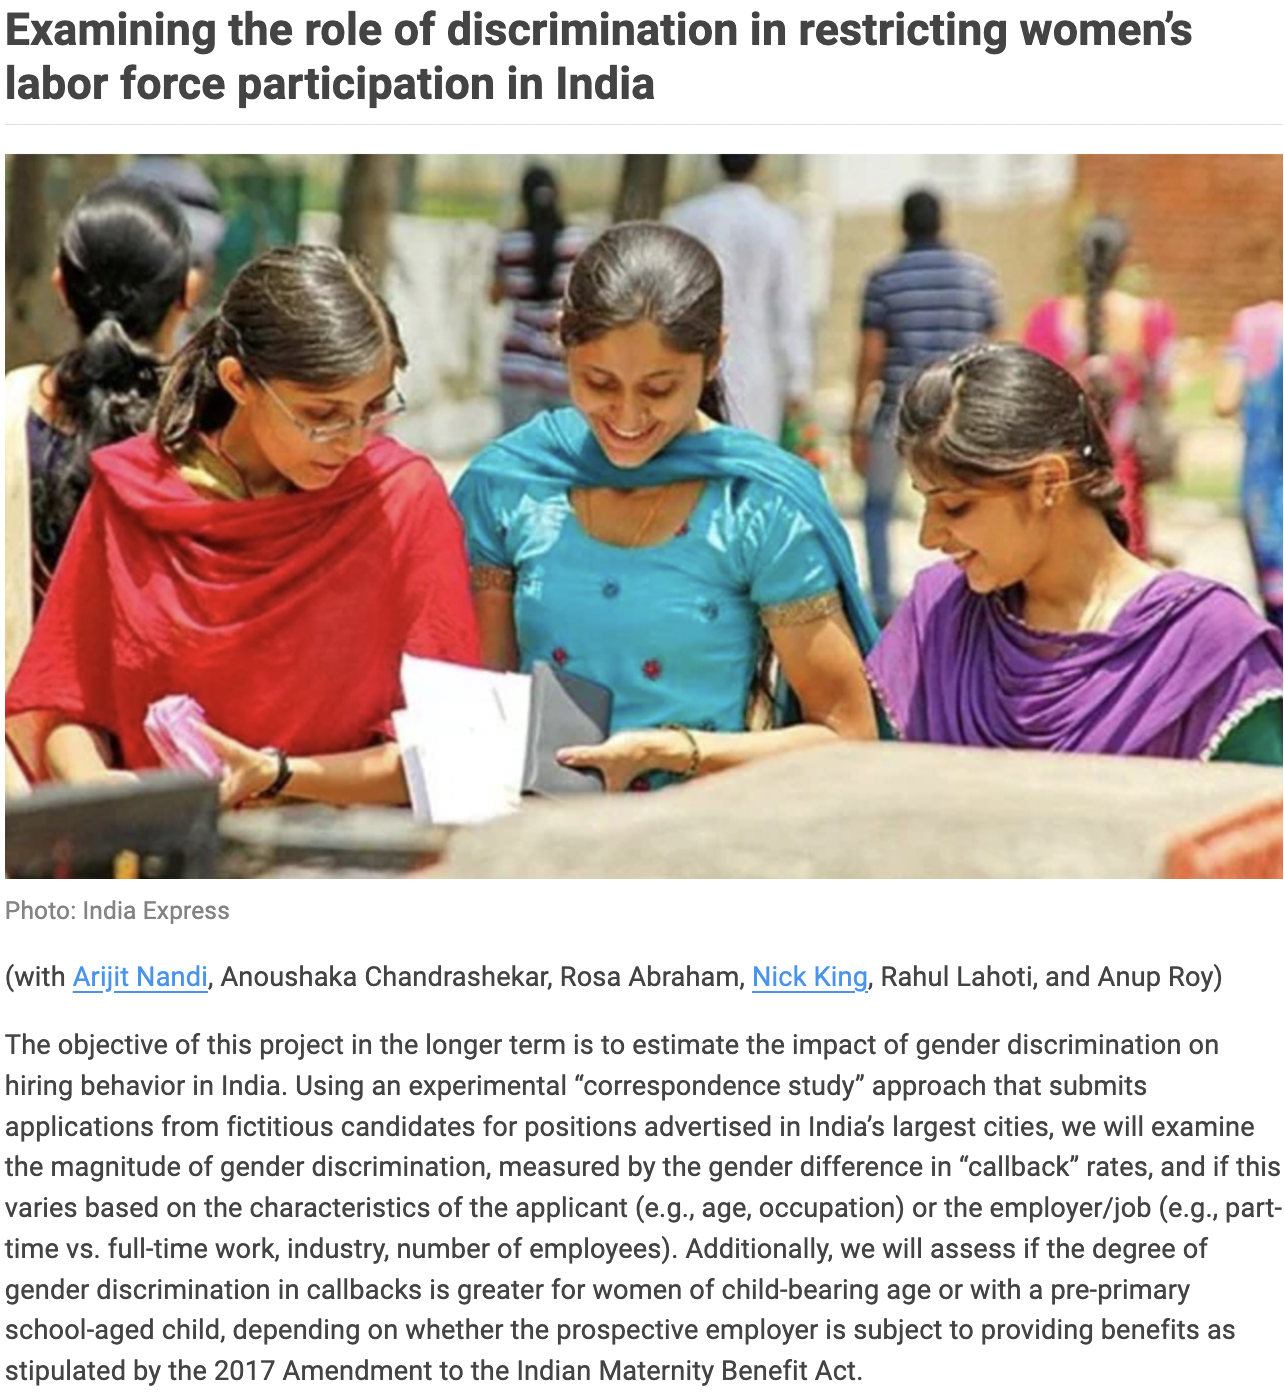 Examining the role of discrimination in restricting women’s
labor force participation in India
Photo: India Express
(with Arijit Nandi, Anoushaka Chandrashekar, Rosa Abraham, Nick King, Rahul Lahoti, and Anup Roy)
The objective of this project in the longer term is to estimate the impact of gender discrimination on
hiring behavior in India. Using an experimental “correspondence study” approach that submits
applications from fictitious candidates for positions advertised in India’s largest cities, we will examine
the magnitude of gender discrimination, measured by the gender difference in “callback” rates, and if this
varies based on the characteristics of the applicant (e.g., age, occupation) or the employer/job (e.g., part-
time vs. full-time work, industry, number of employees). Additionally, we will assess if the degree of
gender discrimination in callbacks is greater for women of child-bearing age or with a pre-primary
school-aged child, depending on whether the prospective employer is subject to providing benefits as
stipulated by the 2017 Amendment to the Indian Maternity Benefit Act.